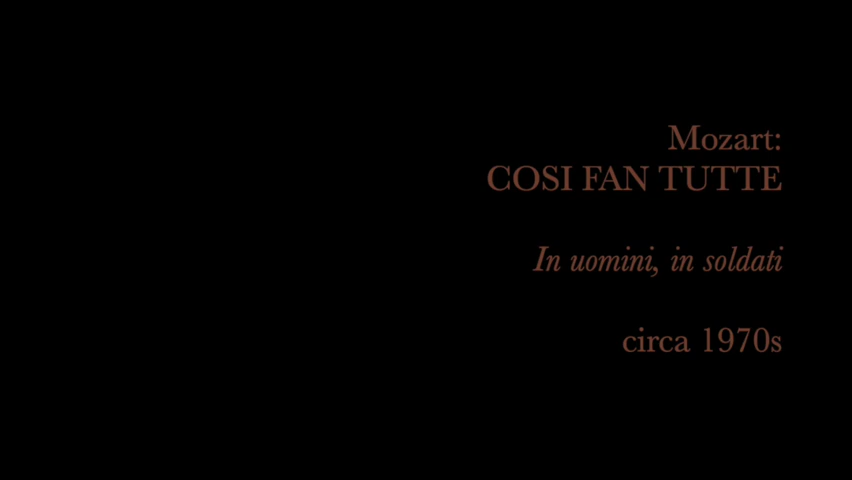 Mozart:
COSI FAN TUTTE
In uomini, in soldati
circa 1970s